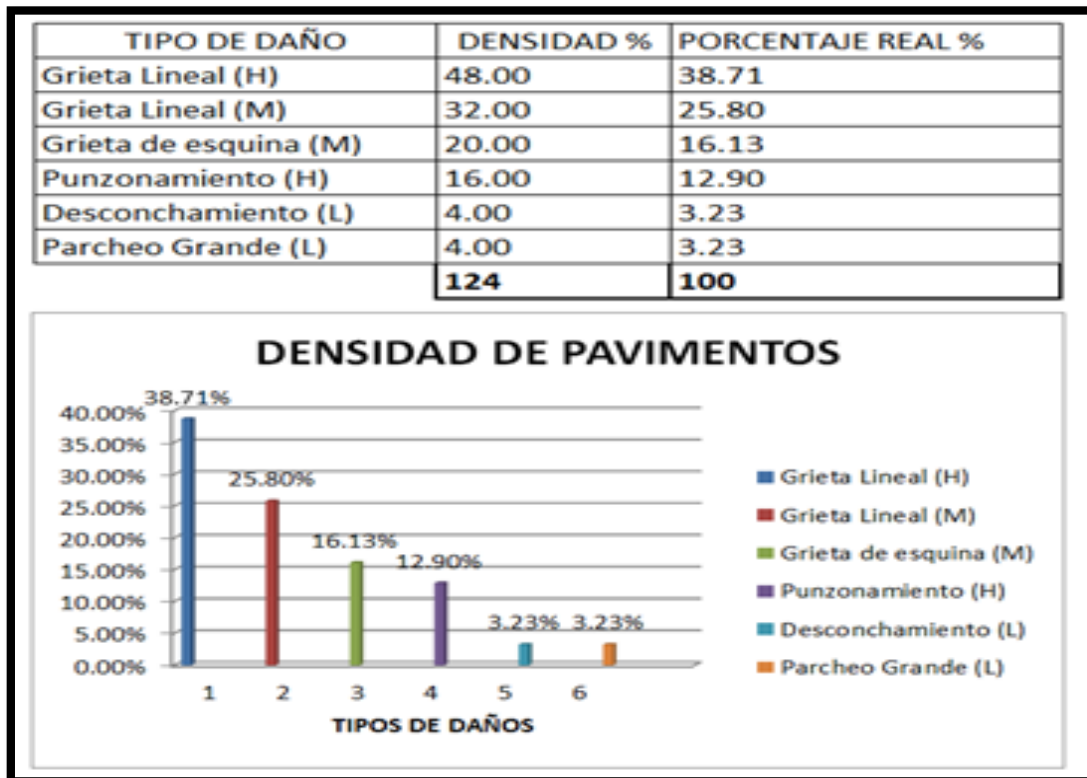 TIPO DE DAÑO DENSIDAD % PORCENTAJE REAL %
Grieta Lineal (H) 48.00 38.71
Grieta Lineal (M) 32.00 25.80
Grieta de esquina (M) 20.00 16.13
Punzonamiento (H) 16.00 12.90
Desconchamiento (L) 4.00 3.23
Parcheo Grande (L) 4.00 3.23
124 100
DENSIDAD DE PAVIMENTOS
38.71%
40.00%
35.00%
30.00%
25.80%
25.00%
20.00%
16.13%
15.00%
12.90%
10.00%
5.00%
3.23% 3.23%
0.00%
1 2 3 4 5 6
TIPOS DE DAÑOS
Grieta Lineal (H)
Grieta Lineal (M)
Grieta de esquina (M)
Punzonamiento (H)
Desconchamiento (L)
Parcheo Grande (L)